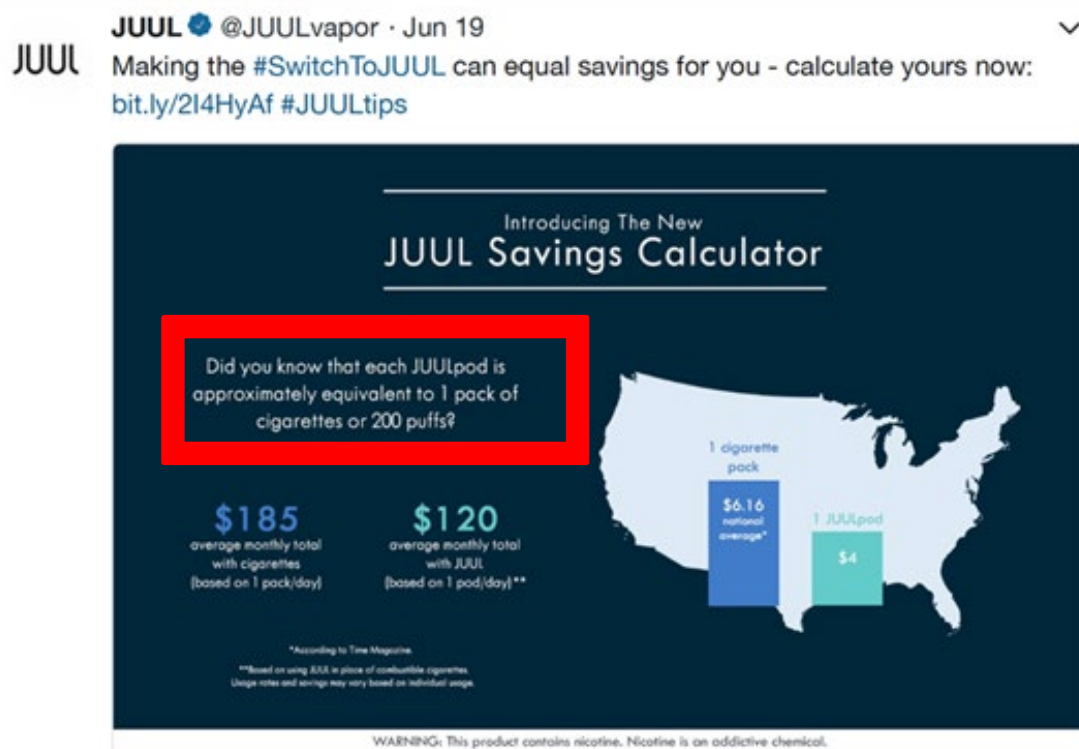 JUUL @JUULvapor · Jun 19
JUUL
Making the #SwitchToJUUL can equal savings for you - calculate yours now:
bit.ly/2I4HyAf #JUULtips
Introducing The New
JUUL Savings Calculator
Did you know that each JUULpod is
approximately equivalent to 1 pack of
cigarettes or 200 puffs?
$185
average monthly total
with cigarettes
(based on 1 pack/day)
$120
average monthly total
with JUUL
(based on 1 pod/day)**
1 cigarette
pack
$6.16
national
average*
1 JUULpod
$4
*According to Time Magazine.
**Based on using JUUL in place of combustible cigarettes.
Usage rates and savings may vary based on individual usage.
WARNING: This product contains nicotine. Nicotine is an addictive chemical.